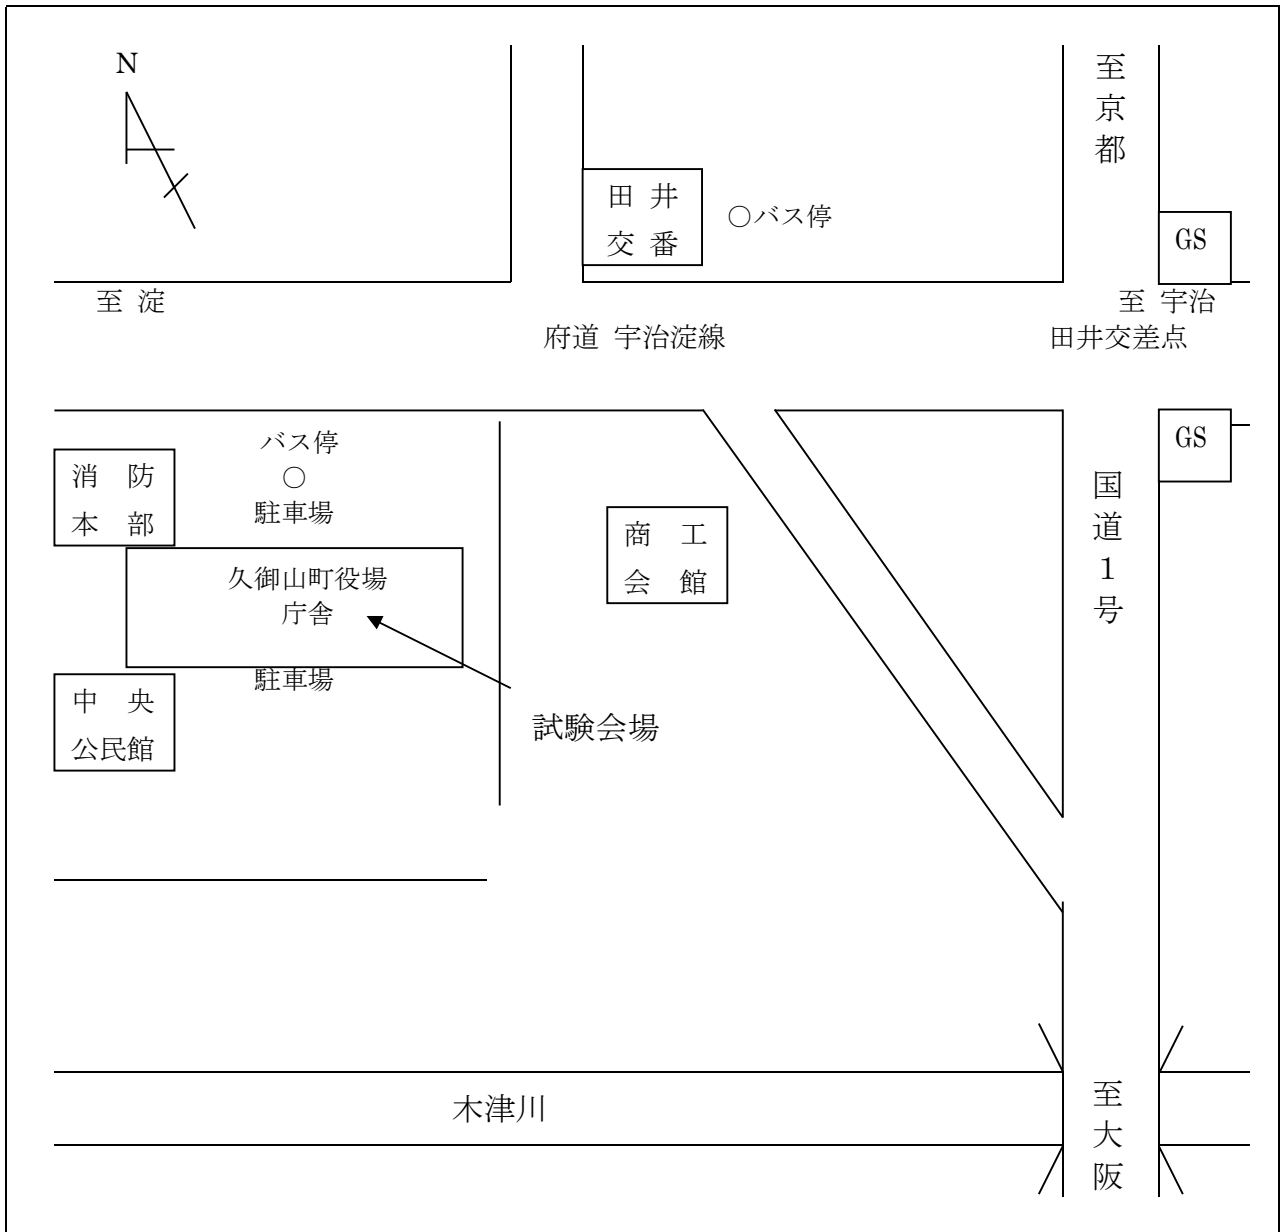 N
至京都
田 井
交 番
○バス停
GS
至 淀
至 宇治
府道 宇治淀線
田井交差点
バス停
○
駐車場
GS
消 防
本 部
国道1号
商 工
会 館
久御山町役場
庁舎
駐車場
中 央
公民館
試験会場
木津川
至大阪